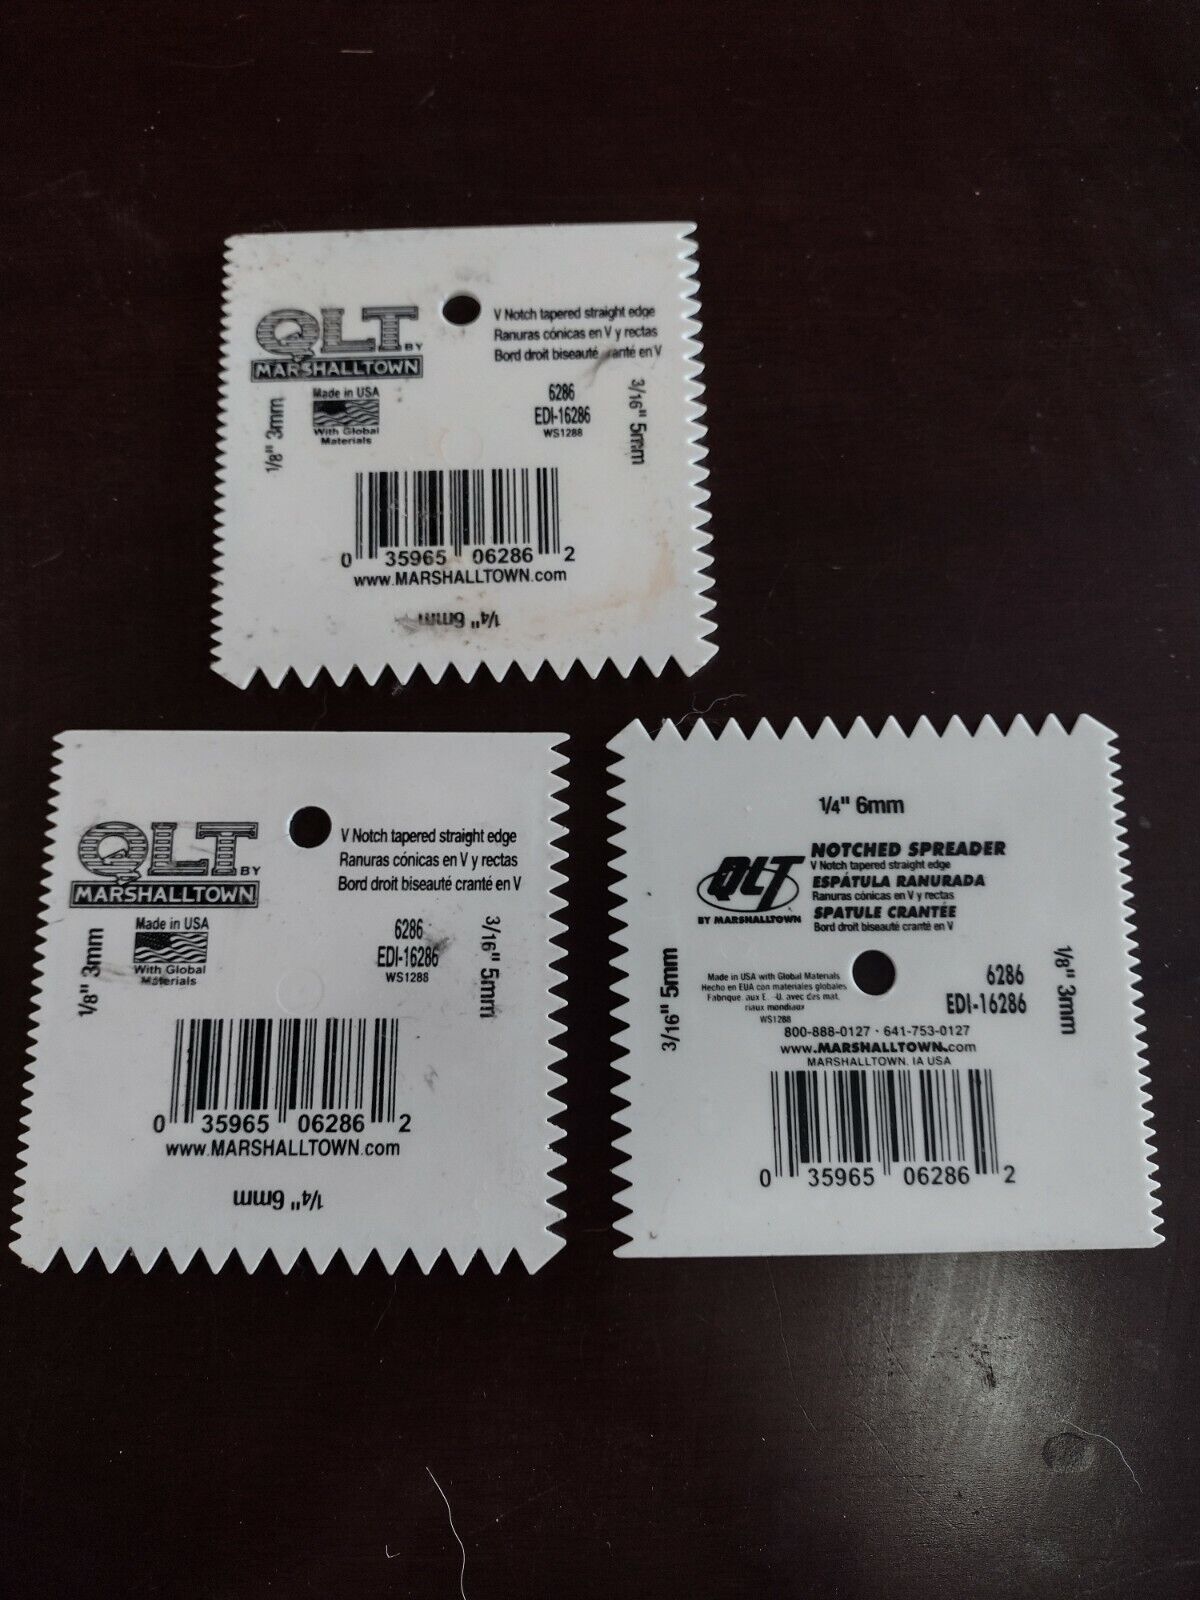 QLT
BY
MARSHALLTOWN
V Notch tapered straight edge
Ranuras cónicas en V y rectas
Bord droit biseauté cranté en V
Made in USA
With Global
Materials
6286
EDI-16286
WS1288
1/8" 3mm
3/16" 5mm
0 35965 06286 2
www.MARSHALLTOWN.com
1/4" 6mm
QLT
BY
MARSHALLTOWN
V Notch tapered straight edge
Ranuras cónicas en V y rectas
Bord droit biseauté cranté en V
Made in USA
With Global
Materials
6286
EDI-16286
WS1288
1/8" 3mm
3/16" 5mm
0 35965 06286 2
www.MARSHALLTOWN.com
1/4" 6mm
1/4" 6mm
QLT
BY MARSHALLTOWN
NOTCHED SPREADER
V Notch tapered straight edge
ESPÁTULA RANURADA
Ranuras cónicas en V y rectas
SPATULE CRANTÉE
Bord droit biseauté cranté en V
3/16" 5mm
Made in USA with Global Materials
Hecho en EUA con materiales globales
Fabrique aux E.-U. avec des mat
riaux mondiaux
WS1288
6286
EDI-16286
1/8" 3mm
800-888-0127 · 641-753-0127
www.MARSHALLTOWN.com
MARSHALLTOWN, IA USA
0 35965 06286 2